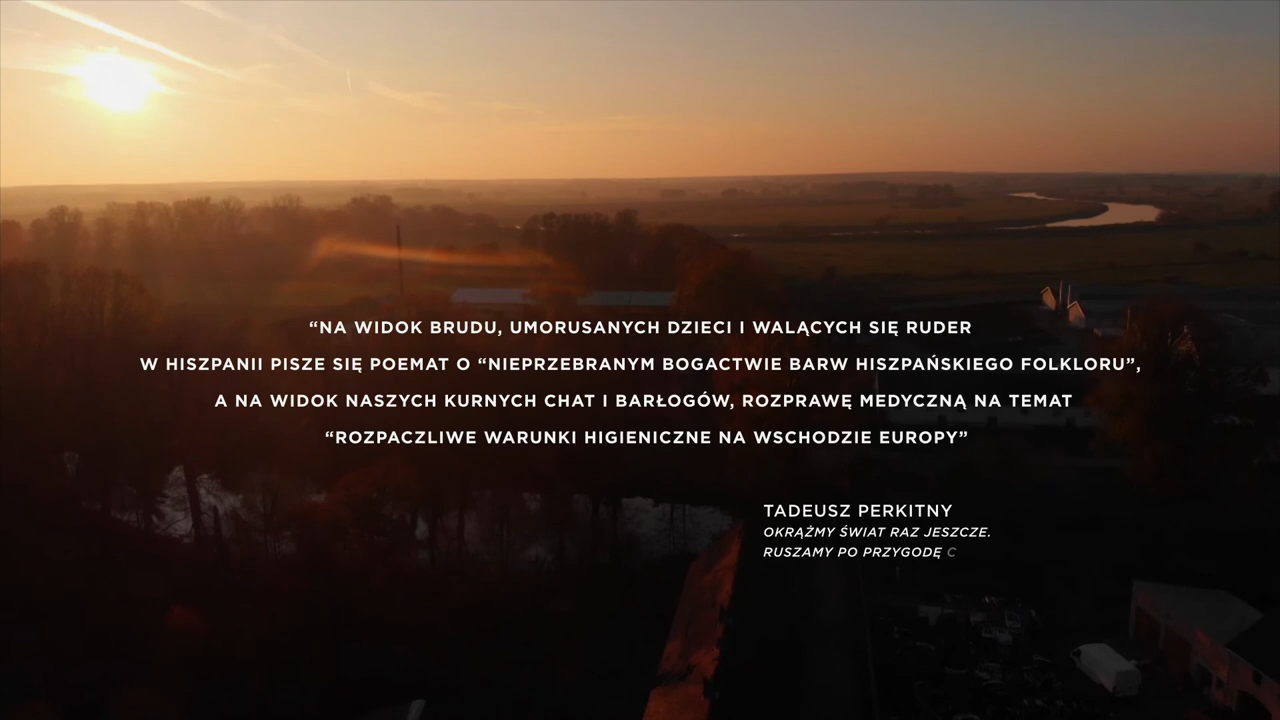 “NA WIDOK BRUDU, UMORUSANYCH DZIECI I WALĄCYCH SIĘ RUDER
W HISZPANII PISZE SIĘ POEMAT O “NIEPRZEBRANYM BOGACTWIE BARW HISZPAŃSKIEGO FOLKLORU”,
A NA WIDOK NASZYCH KURNYCH CHAT I BARŁOGÓW, ROZPRAWĘ MEDYCZNĄ NA TEMAT
“ROZPACZLIWE WARUNKI HIGIENICZNE NA WSCHODZIE EUROPY”
TADEUSZ PERKITNY
OKRĄŻMY ŚWIAT RAZ JESZCZE.
RUSZAMY PO PRZYGODĘ C